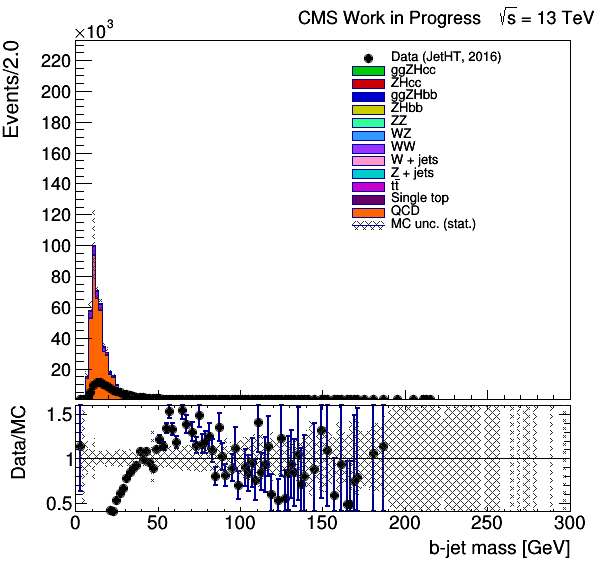 CMS Work in Progress √s = 13 TeV
×10³
Events/2.0
220
200
180
160
140
120
100
80
60
40
20
Data (JetHT, 2016)
ggZHcc
ZHcc
ggZHbb
ZHbb
ZZ
WZ
WW
W + jets
Z + jets
tt̄
Single top
QCD
MC unc. (stat.)
Data/MC
1.5
1
0.5
0 50 100 150 200 250 300
b-jet mass [GeV]